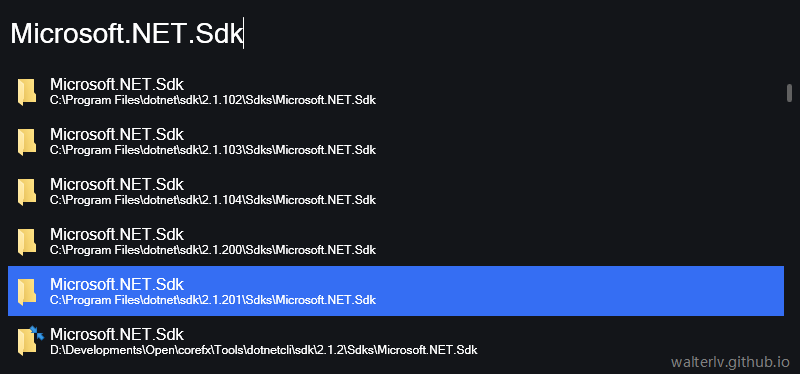 Microsoft.NET.Sdk
Microsoft.NET.Sdk
C:\Program Files\dotnet\sdk\2.1.102\Sdks\Microsoft.NET.Sdk
Microsoft.NET.Sdk
C:\Program Files\dotnet\sdk\2.1.103\Sdks\Microsoft.NET.Sdk
Microsoft.NET.Sdk
C:\Program Files\dotnet\sdk\2.1.104\Sdks\Microsoft.NET.Sdk
Microsoft.NET.Sdk
C:\Program Files\dotnet\sdk\2.1.200\Sdks\Microsoft.NET.Sdk
Microsoft.NET.Sdk
C:\Program Files\dotnet\sdk\2.1.201\Sdks\Microsoft.NET.Sdk
Microsoft.NET.Sdk
D:\Developments\Open\corefx\Tools\dotnetcli\sdk\2.1.2\Sdks\Microsoft.NET.Sdk
walterlv.github.io